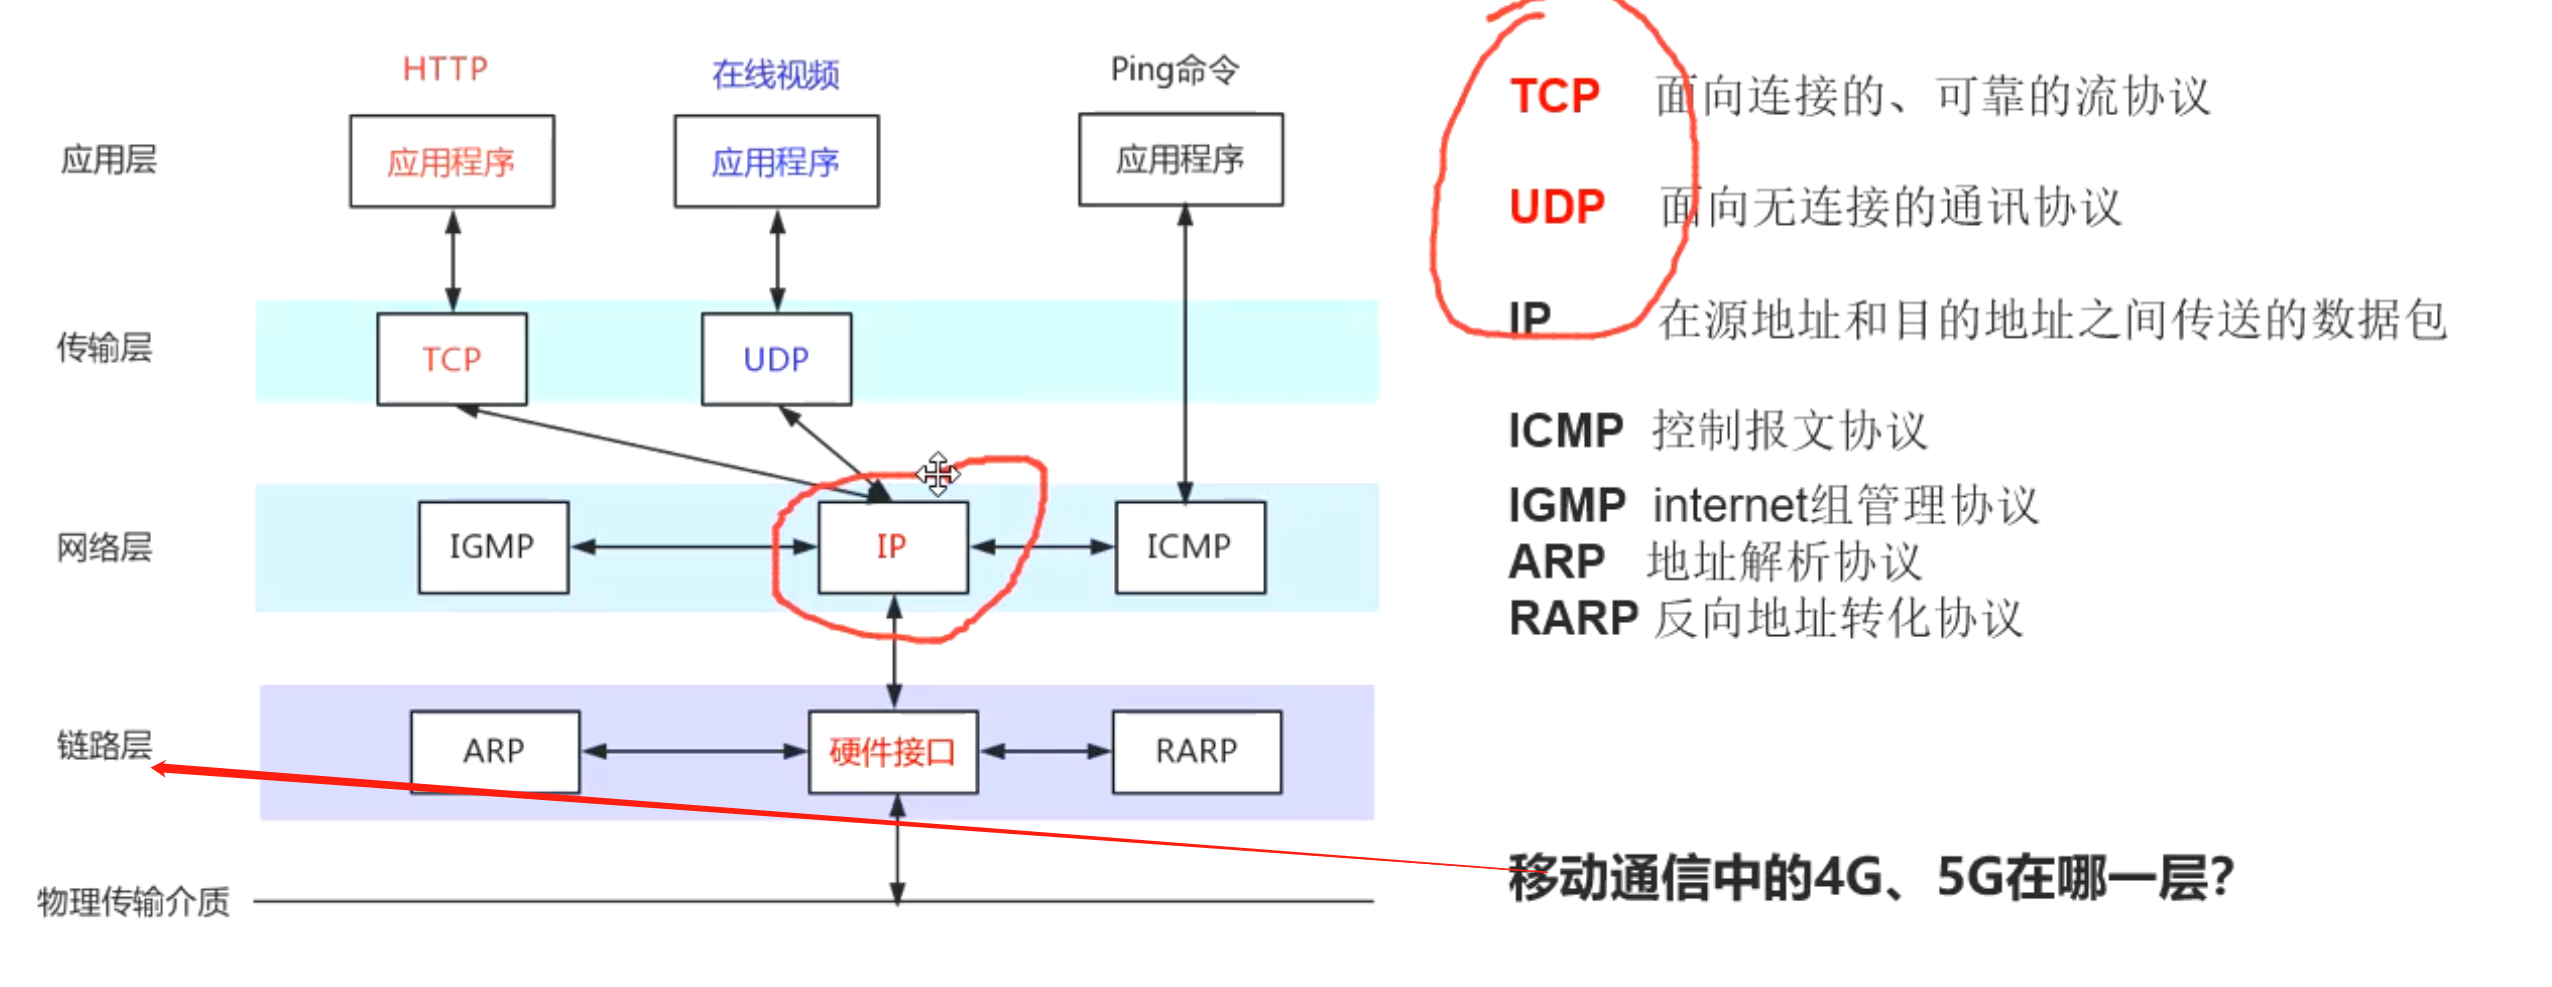 HTTP
在线视频
Ping命令
应用层
应用程序
应用程序
应用程序
传输层
TCP
UDP
网络层
IGMP
IP
ICMP
链路层
ARP
硬件接口
RARP
物理传输介质
TCP 面向连接的、可靠的流协议
UDP 面向无连接的通讯协议
IP 在源地址和目的地址之间传送的数据包
ICMP 控制报文协议
IGMP internet组管理协议
ARP 地址解析协议
RARP 反向地址转化协议
移动通信中的4G、5G在哪一层?